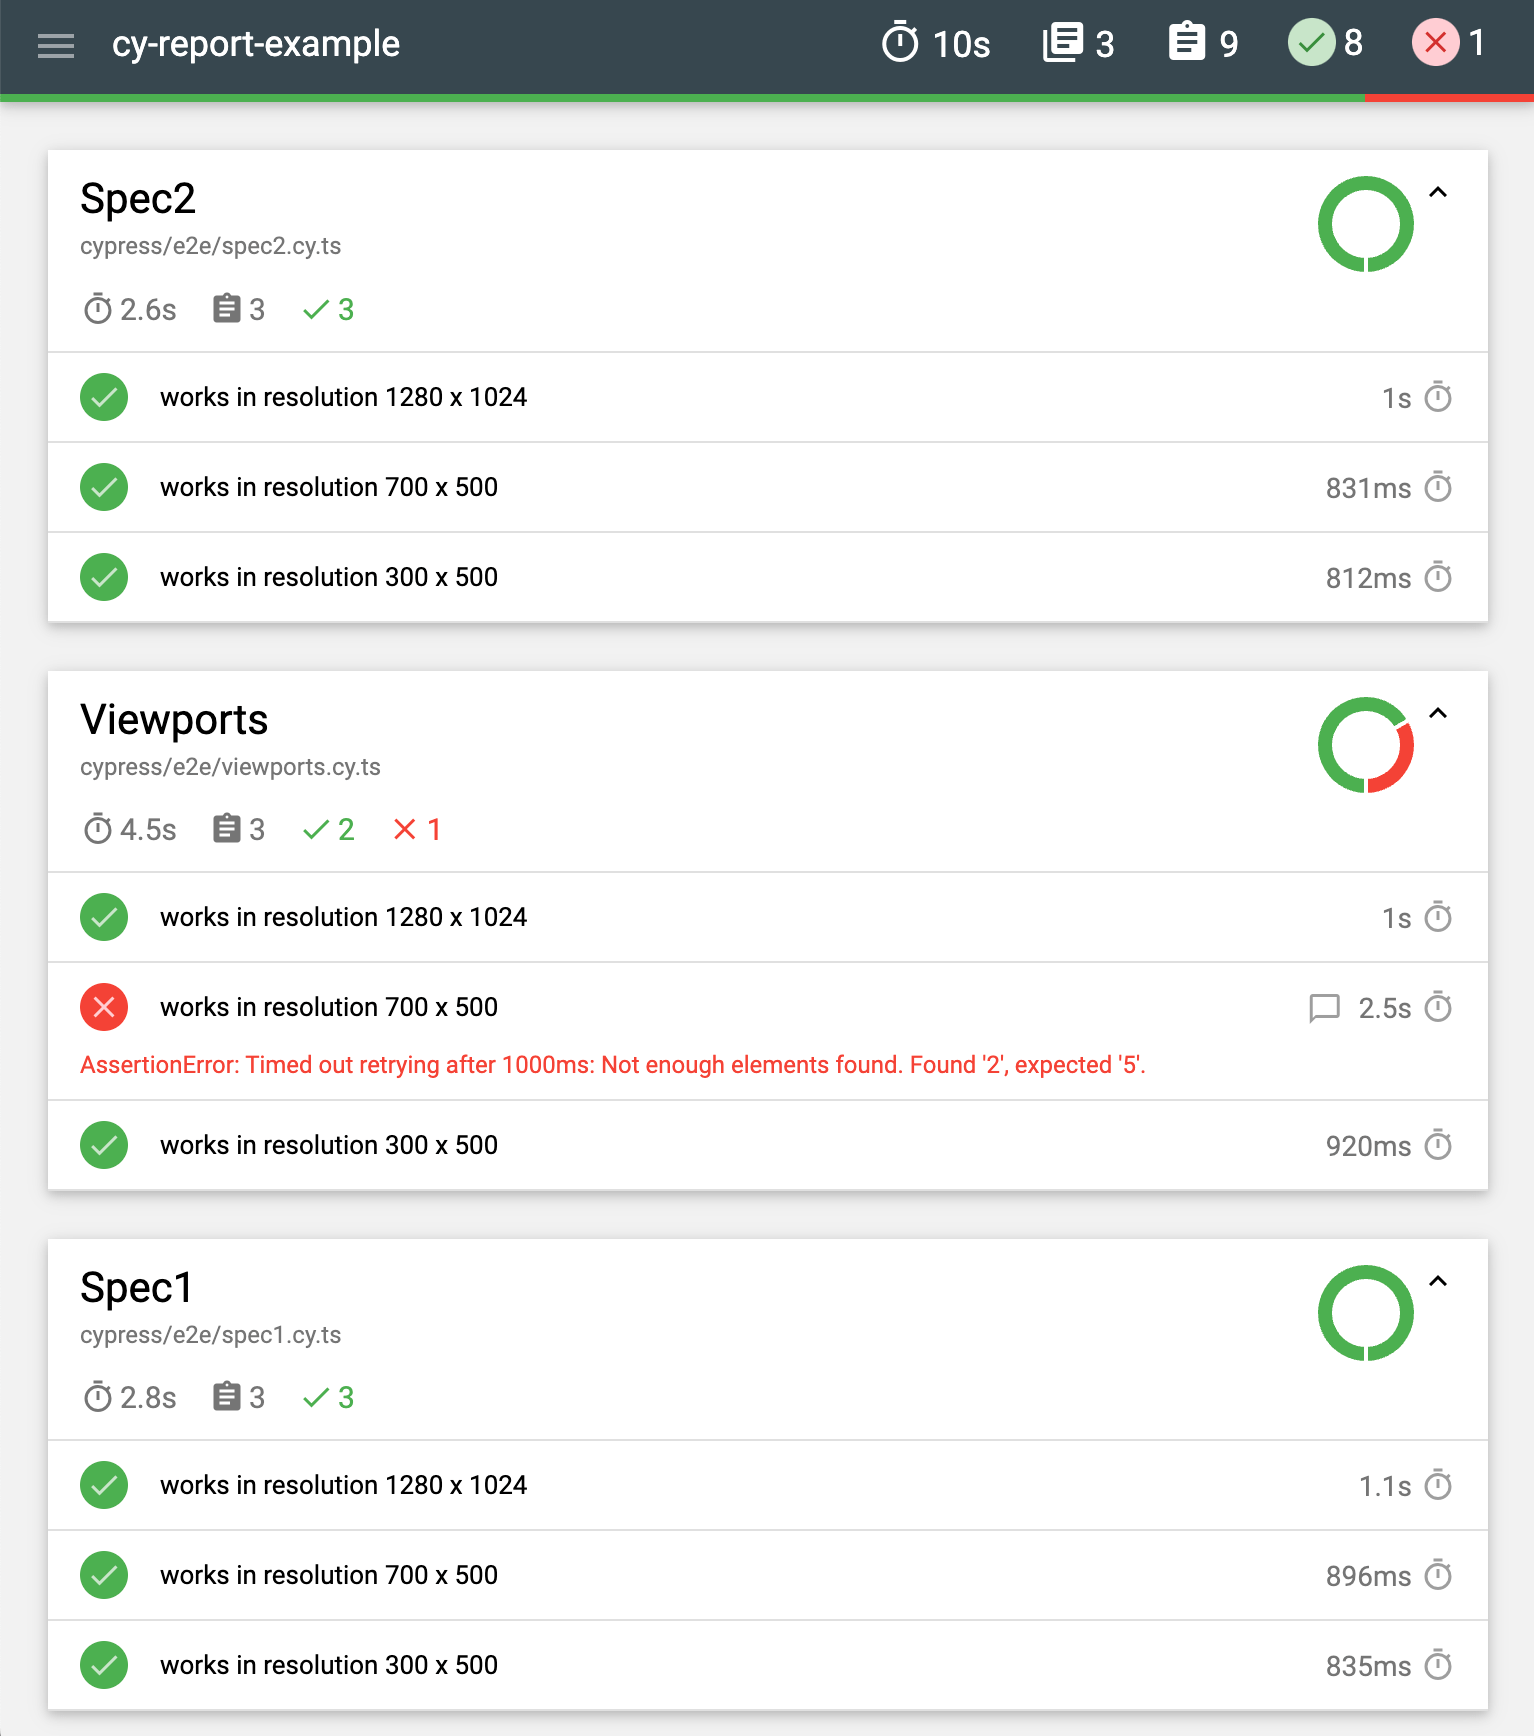 cy-report-example 10s 3 9 8 1
Spec2
cypress/e2e/spec2.cy.ts
2.6s 3 3
works in resolution 1280 x 1024 1s
works in resolution 700 x 500 831ms
works in resolution 300 x 500 812ms
Viewports
cypress/e2e/viewports.cy.ts
4.5s 3 2 1
works in resolution 1280 x 1024 1s
works in resolution 700 x 500 2.5s
AssertionError: Timed out retrying after 1000ms: Not enough elements found. Found '2', expected '5'.
works in resolution 300 x 500 920ms
Spec1
cypress/e2e/spec1.cy.ts
2.8s 3 3
works in resolution 1280 x 1024 1.1s
works in resolution 700 x 500 896ms
works in resolution 300 x 500 835ms